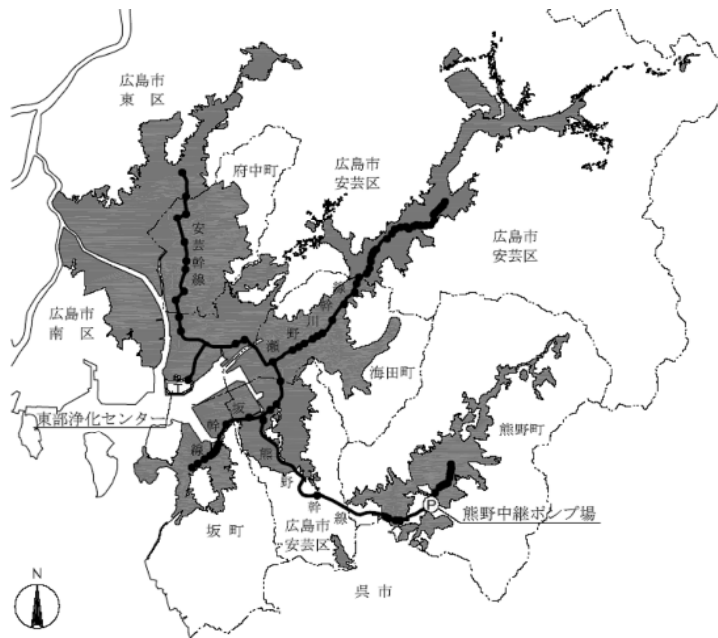 広島市
東 区
府中町
広島市
安芸区
広島市
安芸区
安芸幹線
広島市
南 区
瀬野川幹線
海田町
東部浄化センター
坂幹線
熊野町
熊野幹線
P
熊野中継ポンプ場
坂 町
広島市
安芸区
呉 市
N